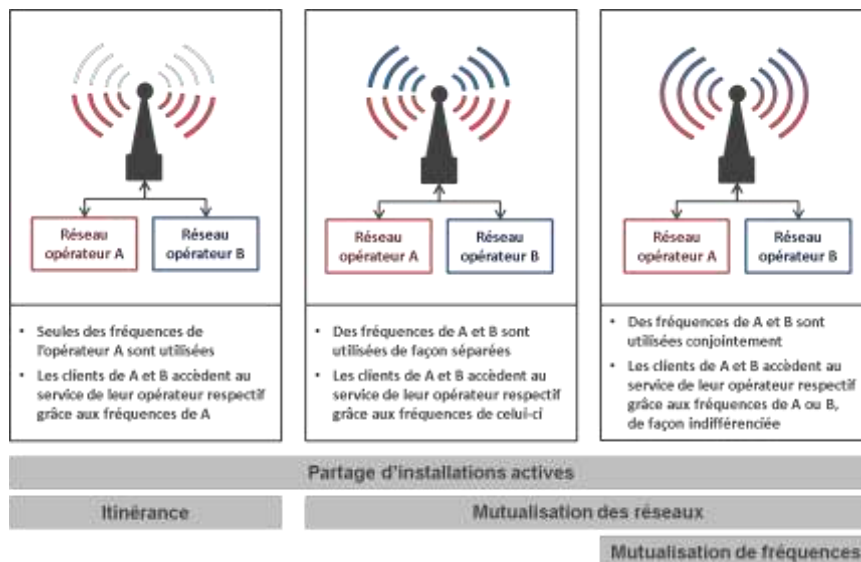 Réseau
opérateur A
Réseau
opérateur B
• Seules des fréquences de
l'opérateur A sont utilisées
• Les clients de A et B accèdent au
service de leur opérateur respectif
grâce aux fréquences de A
Réseau
opérateur A
Réseau
opérateur B
• Des fréquences de A et B sont
utilisées de façon séparées
• Les clients de A et B accèdent au
service de leur opérateur respectif
grâce aux fréquences de celui-ci
Réseau
opérateur A
Réseau
opérateur B
• Des fréquences de A et B sont
utilisées conjointement
• Les clients de A et B accèdent au
service de leur opérateur respectif
grâce aux fréquences de A ou B,
de façon indifférenciée
Partage d'installations actives
Itinérance
Mutualisation des réseaux
Mutualisation de fréquences